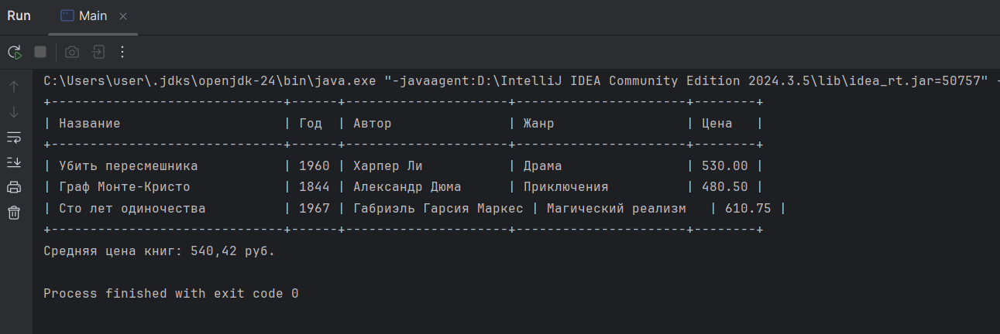 Run Main
C:\Users\user\.jdks\openjdk-24\bin\java.exe "-javaagent:D:\IntelliJ IDEA Community Edition 2024.3.5\lib\idea_rt.jar=50757" -
+------------------------------+------+---------------------+----------------------+--------+
| Название                     | Год  | Автор               | Жанр                 | Цена   |
+------------------------------+------+---------------------+----------------------+--------+
| Убить пересмешника           | 1960 | Харпер Ли           | Драма                | 530.00 |
| Граф Монте-Кристо            | 1844 | Александр Дюма      | Приключения          | 480.50 |
| Сто лет одиночества          | 1967 | Габриэль Гарсия Маркес | Магический реализм   | 610.75 |
+------------------------------+------+---------------------+----------------------+--------+
Средняя цена книг: 540,42 руб.
Process finished with exit code 0